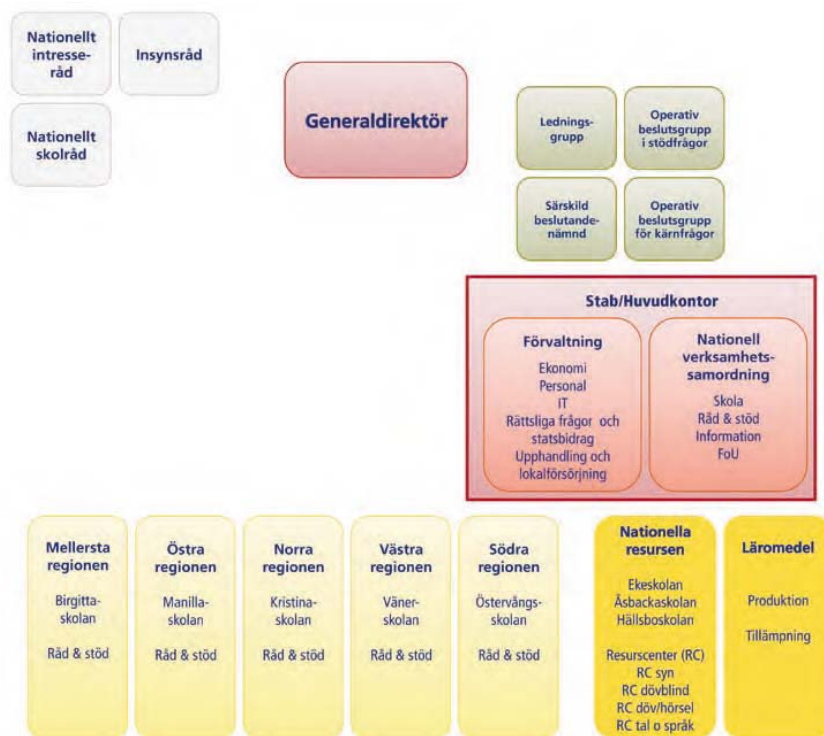 Nationellt
intresse-
råd
Insynsråd
Nationellt
skolråd
Generaldirektör
Lednings-
grupp
Operativ
beslutsgrupp
i stödfrågor
Särskild
beslutande-
nämnd
Operativ
beslutsgrupp
för kärnfrågor
Stab/Huvudkontor
Förvaltning
Ekonomi
Personal
IT
Rättsliga frågor och
statsbidrag
Upphandling och
lokalförsörjning
Nationell
verksamhets-
samordning
Skola
Råd & stöd
Information
FoU
Mellersta
regionen
Birgitta-
skolan
Råd & stöd
Östra
regionen
Manilla-
skolan
Råd & stöd
Norra
regionen
Kristina-
skolan
Råd & stöd
Västra
regionen
Väner-
skolan
Råd & stöd
Södra
regionen
Östervångs-
skolan
Råd & stöd
Nationella
resursen
Ekeskolan
Åsbackaskolan
Hällsboskolan
Resurscenter (RC)
RC syn
RC dövblind
RC döv/hörsel
RC tal o språk
Läromedel
Produktion
Tillämpning